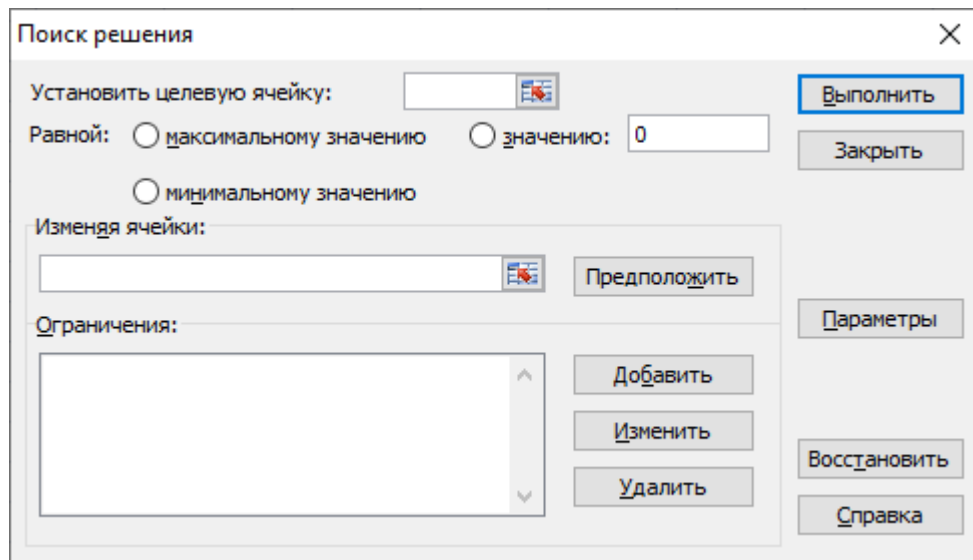 Поиск решения
Установить целевую ячейку:
Выполнить
Равной: максимальному значению значению: 0
Закрыть
минимальному значению
Изменяя ячейки:
Предположить
Параметры
Ограничения:
Добавить
Изменить
Восстановить
Удалить
Справка